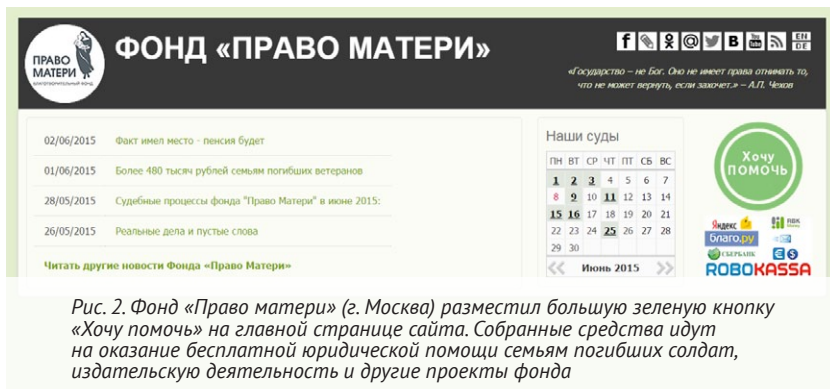 ПРАВО
МАТЕРИ
ФОНД «ПРАВО МАТЕРИ»
EN
DE
«Государство – не Бог. Оно не имеет права отнимать то,
что не может вернуть, если захочет.» – А.П. Чехов
02/06/2015 Факт имел место - пенсия будет
01/06/2015 Более 480 тысяч рублей семьям погибших ветеранов
28/05/2015 Судебные процессы фонда "Право Матери" в июне 2015:
26/05/2015 Реальные дела и пустые слова
Читать другие новости Фонда «Право Матери»
Наши суды
ПН ВТ СР ЧТ ПТ СБ ВС
1 2 3 4 5 6 7
8 9 10 11 12 13 14
15 16 17 18 19 20 21
22 23 24 25 26 27 28
29 30
Июнь 2015
Хочу
ПОМОЧЬ
Яндекс
РБК
благо.ру
СБЕРБАНК
ROBOKASSA
Рис. 2. Фонд «Право матери» (г. Москва) разместил большую зеленую кнопку
«Хочу помочь» на главной странице сайта. Собранные средства идут
на оказание бесплатной юридической помощи семьям погибших солдат,
издательскую деятельность и другие проекты фонда